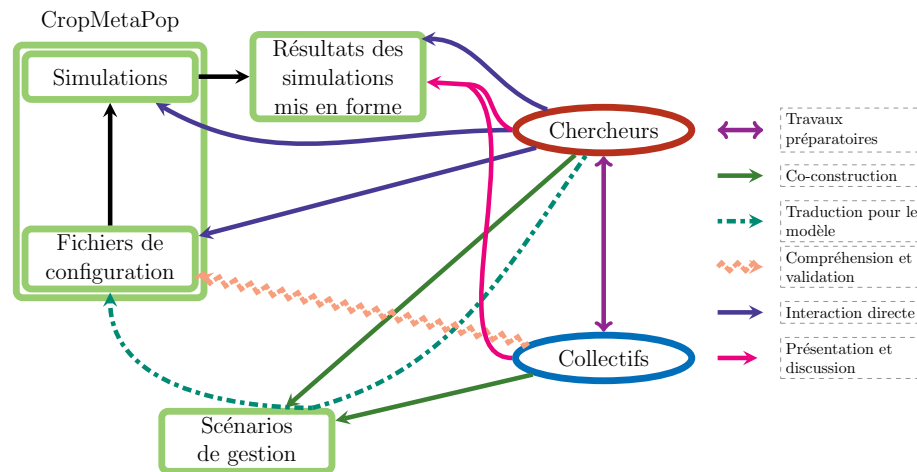 CropMetaPop
Simulations
Résultats des
simulations
mis en forme
Fichiers de
configuration
Scénarios
de gestion
Chercheurs
Collectifs
Travaux
préparatoires
Co-construction
Traduction pour le
modèle
Compréhension et
validation
Interaction directe
Présentation et
discussion